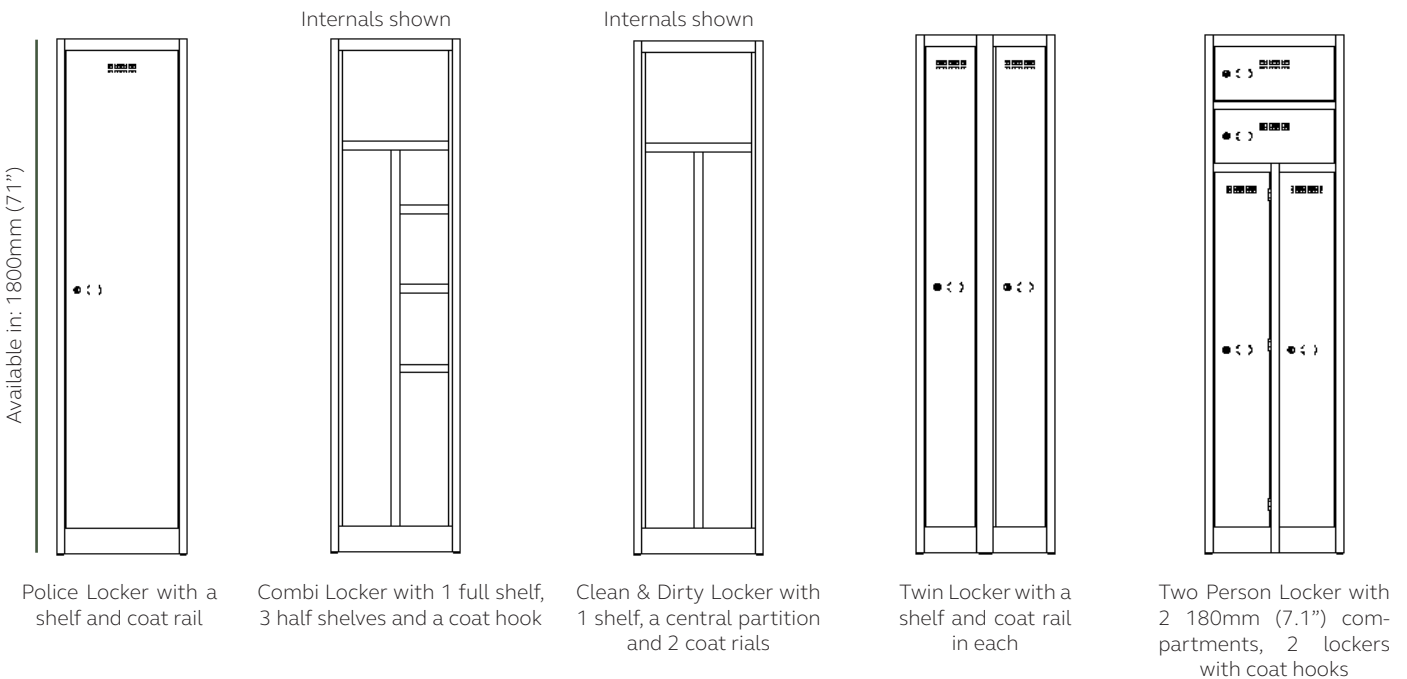 Internals shown
Internals shown
Available in: 1800mm (71”)
Police Locker with a
shelf and coat rail
Combi Locker with 1 full shelf,
3 half shelves and a coat hook
Clean & Dirty Locker with
1 shelf, a central partition
and 2 coat rials
Twin Locker with a
shelf and coat rail
in each
Two Person Locker with
2 180mm (7.1”) com-
partments, 2 lockers
with coat hooks